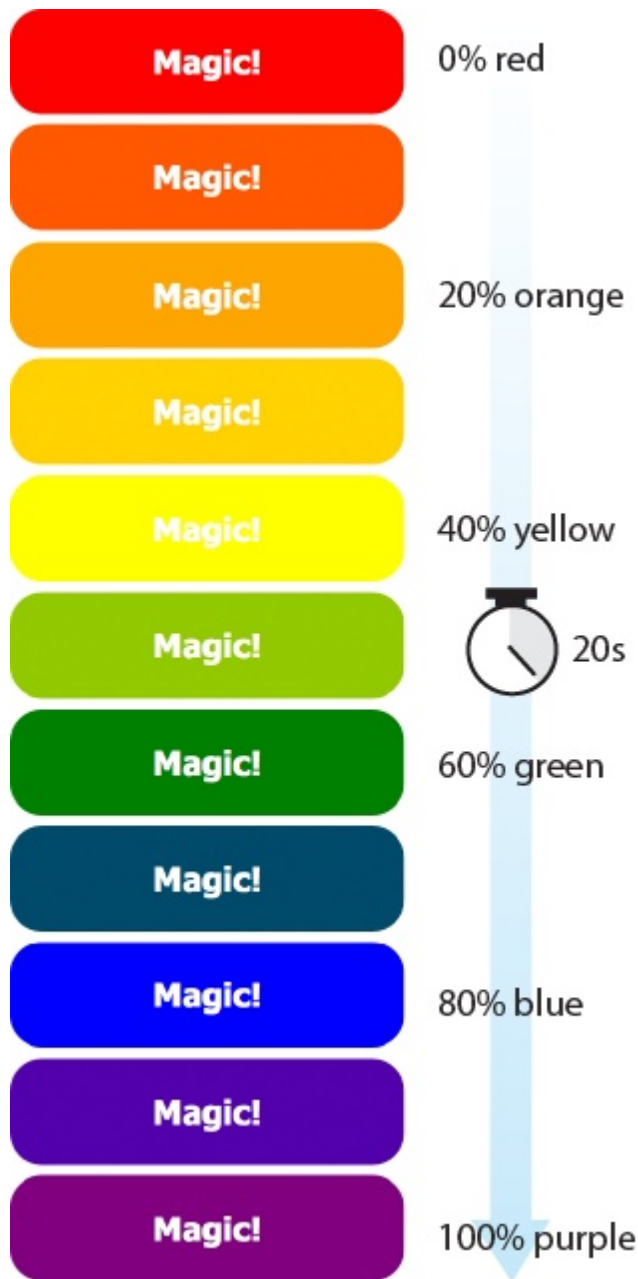 Magic! 0% red
Magic!
Magic! 20% orange
Magic!
Magic! 40% yellow
Magic! 20s
Magic! 60% green
Magic!
Magic! 80% blue
Magic!
Magic! 100% purple